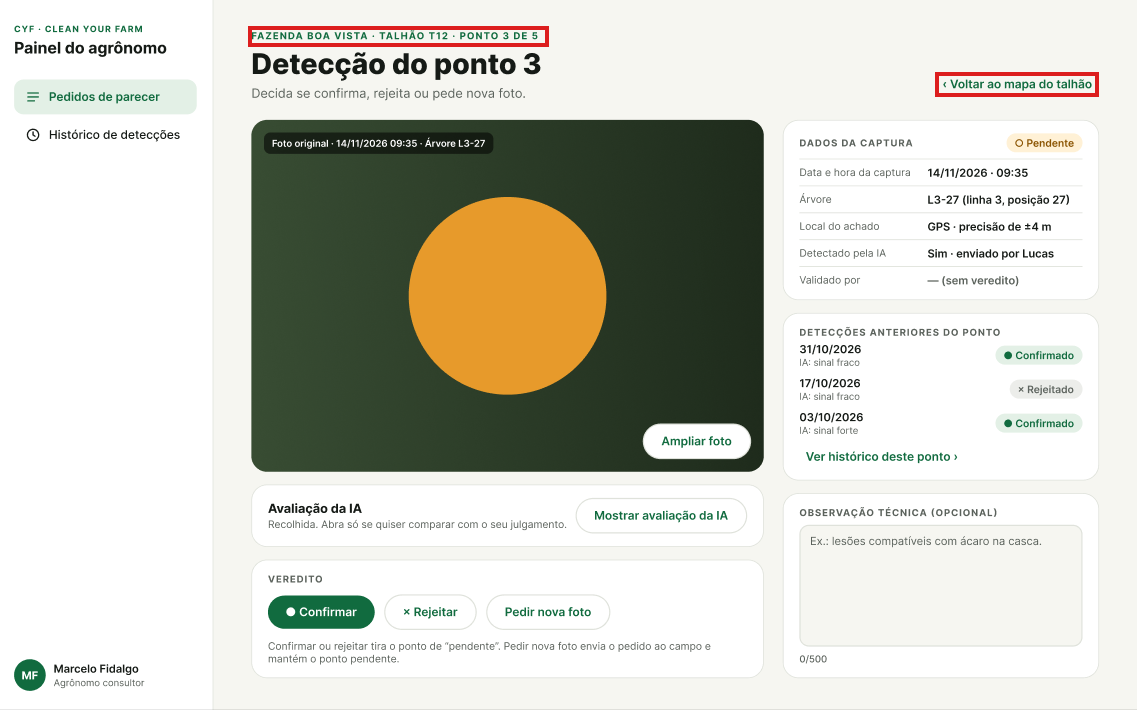 CYF · CLEAN YOUR FARM
Painel do agrônomo
Pedidos de parecer
Histórico de detecções
MF
Marcelo Fidalgo
Agrônomo consultor
FAZENDA BOA VISTA · TALHÃO T12 · PONTO 3 DE 5
Detecção do ponto 3
Decida se confirma, rejeita ou pede nova foto.
‹ Voltar ao mapa do talhão
Foto original · 14/11/2026 09:35 · Árvore L3-27
Ampliar foto
Avaliação da IA
Recolhida. Abra só se quiser comparar com o seu julgamento.
Mostrar avaliação da IA
VEREDITO
Confirmar
× Rejeitar
Pedir nova foto
Confirmar ou rejeitar tira o ponto de “pendente”. Pedir nova foto envia o pedido ao campo e
mantém o ponto pendente.
DADOS DA CAPTURA
Pendente
Data e hora da captura 14/11/2026 · 09:35
Árvore L3-27 (linha 3, posição 27)
Local do achado GPS · precisão de ±4 m
Detectado pela IA Sim · enviado por Lucas
Validado por — (sem veredito)
DETECÇÕES ANTERIORES DO PONTO
31/10/2026
IA: sinal fraco
Confirmado
17/10/2026
IA: sinal fraco
× Rejeitado
03/10/2026
IA: sinal forte
Confirmado
Ver histórico deste ponto ›
OBSERVAÇÃO TÉCNICA (OPCIONAL)
Ex.: lesões compatíveis com ácaro na casca.
0/500